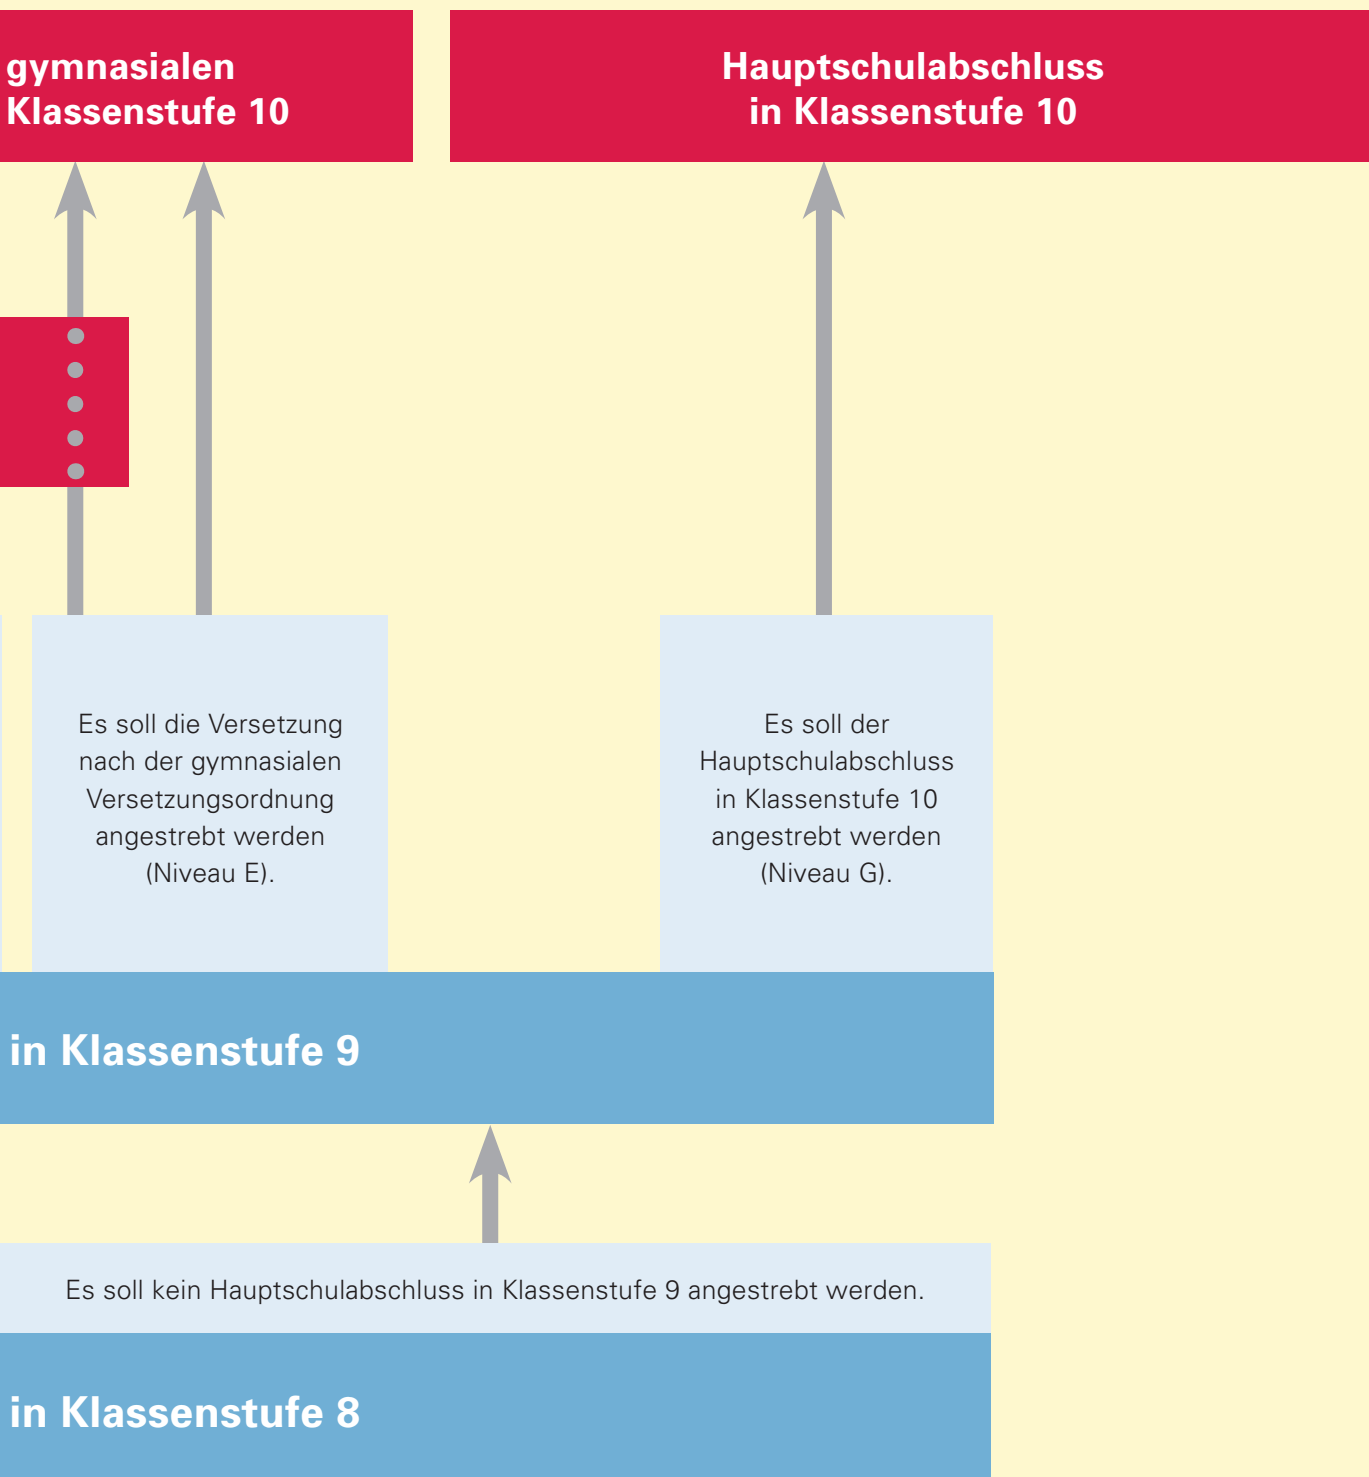 gymnasialen
Klassenstufe 10
Hauptschulabschluss
in Klassenstufe 10
Es soll die Versetzung
nach der gymnasialen
Versetzungsordnung
angestrebt werden
(Niveau E).
Es soll der
Hauptschulabschluss
in Klassenstufe 10
angestrebt werden
(Niveau G).
in Klassenstufe 9
Es soll kein Hauptschulabschluss in Klassenstufe 9 angestrebt werden.
in Klassenstufe 8